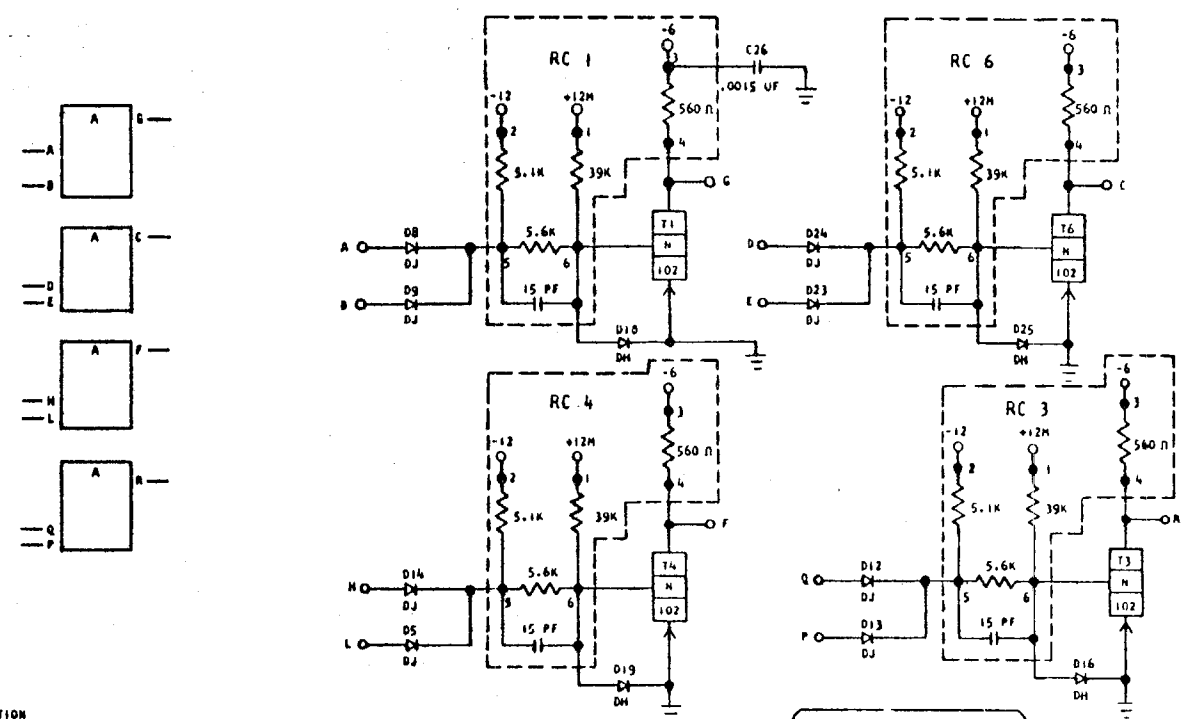 A
G
A
B
A
C
D
E
A
F
H
L
A
R
Q
P
RC 1
-6
3
C26
.0015 UF
560 Ω
4
-12
2
+12M
1
5.1K
39K
G
T1
N
102
A
D8
DJ
5.6K
5
6
B
D9
DJ
15 PF
D18
DH
RC 6
-6
3
560 Ω
4
-12
2
+12M
1
5.1K
39K
C
T6
N
102
D
D24
DJ
5.6K
5
6
E
D23
DJ
15 PF
D25
DH
RC 4
-6
3
560 Ω
4
-12
2
+12M
1
5.1K
39K
F
T4
N
102
H
D14
DJ
5.6K
5
6
L
D5
DJ
15 PF
D19
DH
RC 3
-6
3
560 Ω
4
-12
2
+12M
1
5.1K
39K
R
T3
N
102
Q
D12
DJ
5.6K
5
6
P
D13
DJ
15 PF
D16
DH
TION